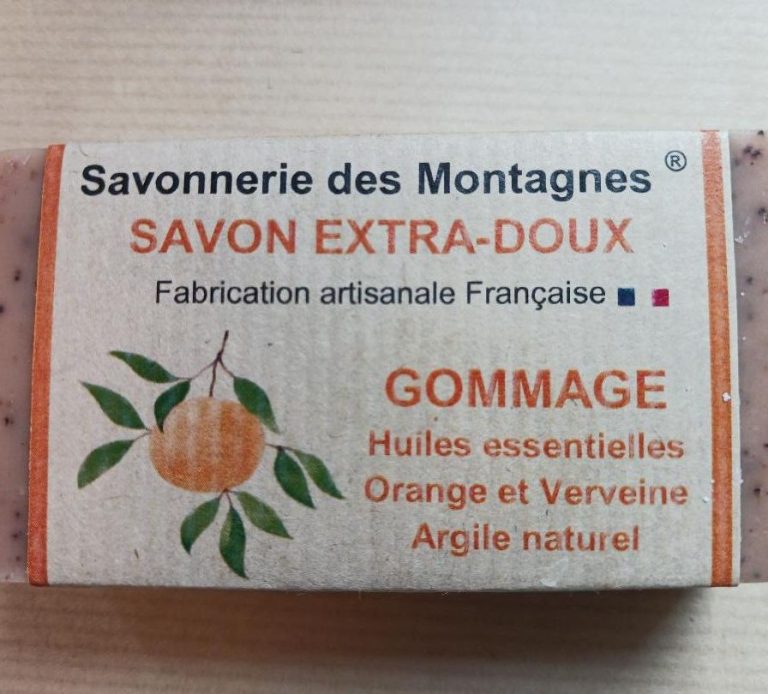 Savonnerie des Montagnes ®
SAVON EXTRA-DOUX
Fabrication artisanale Française
GOMMAGE
Huiles essentielles
Orange et Verveine
Argile naturel